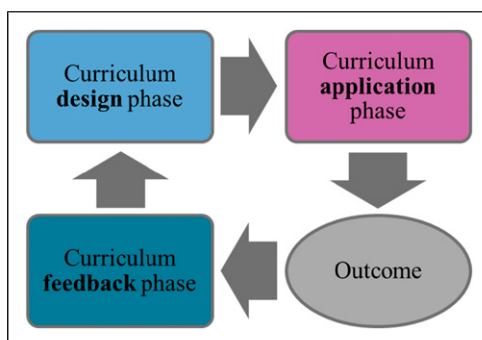 Curriculum
design phase
Curriculum
application
phase
Curriculum
feedback phase
Outcome